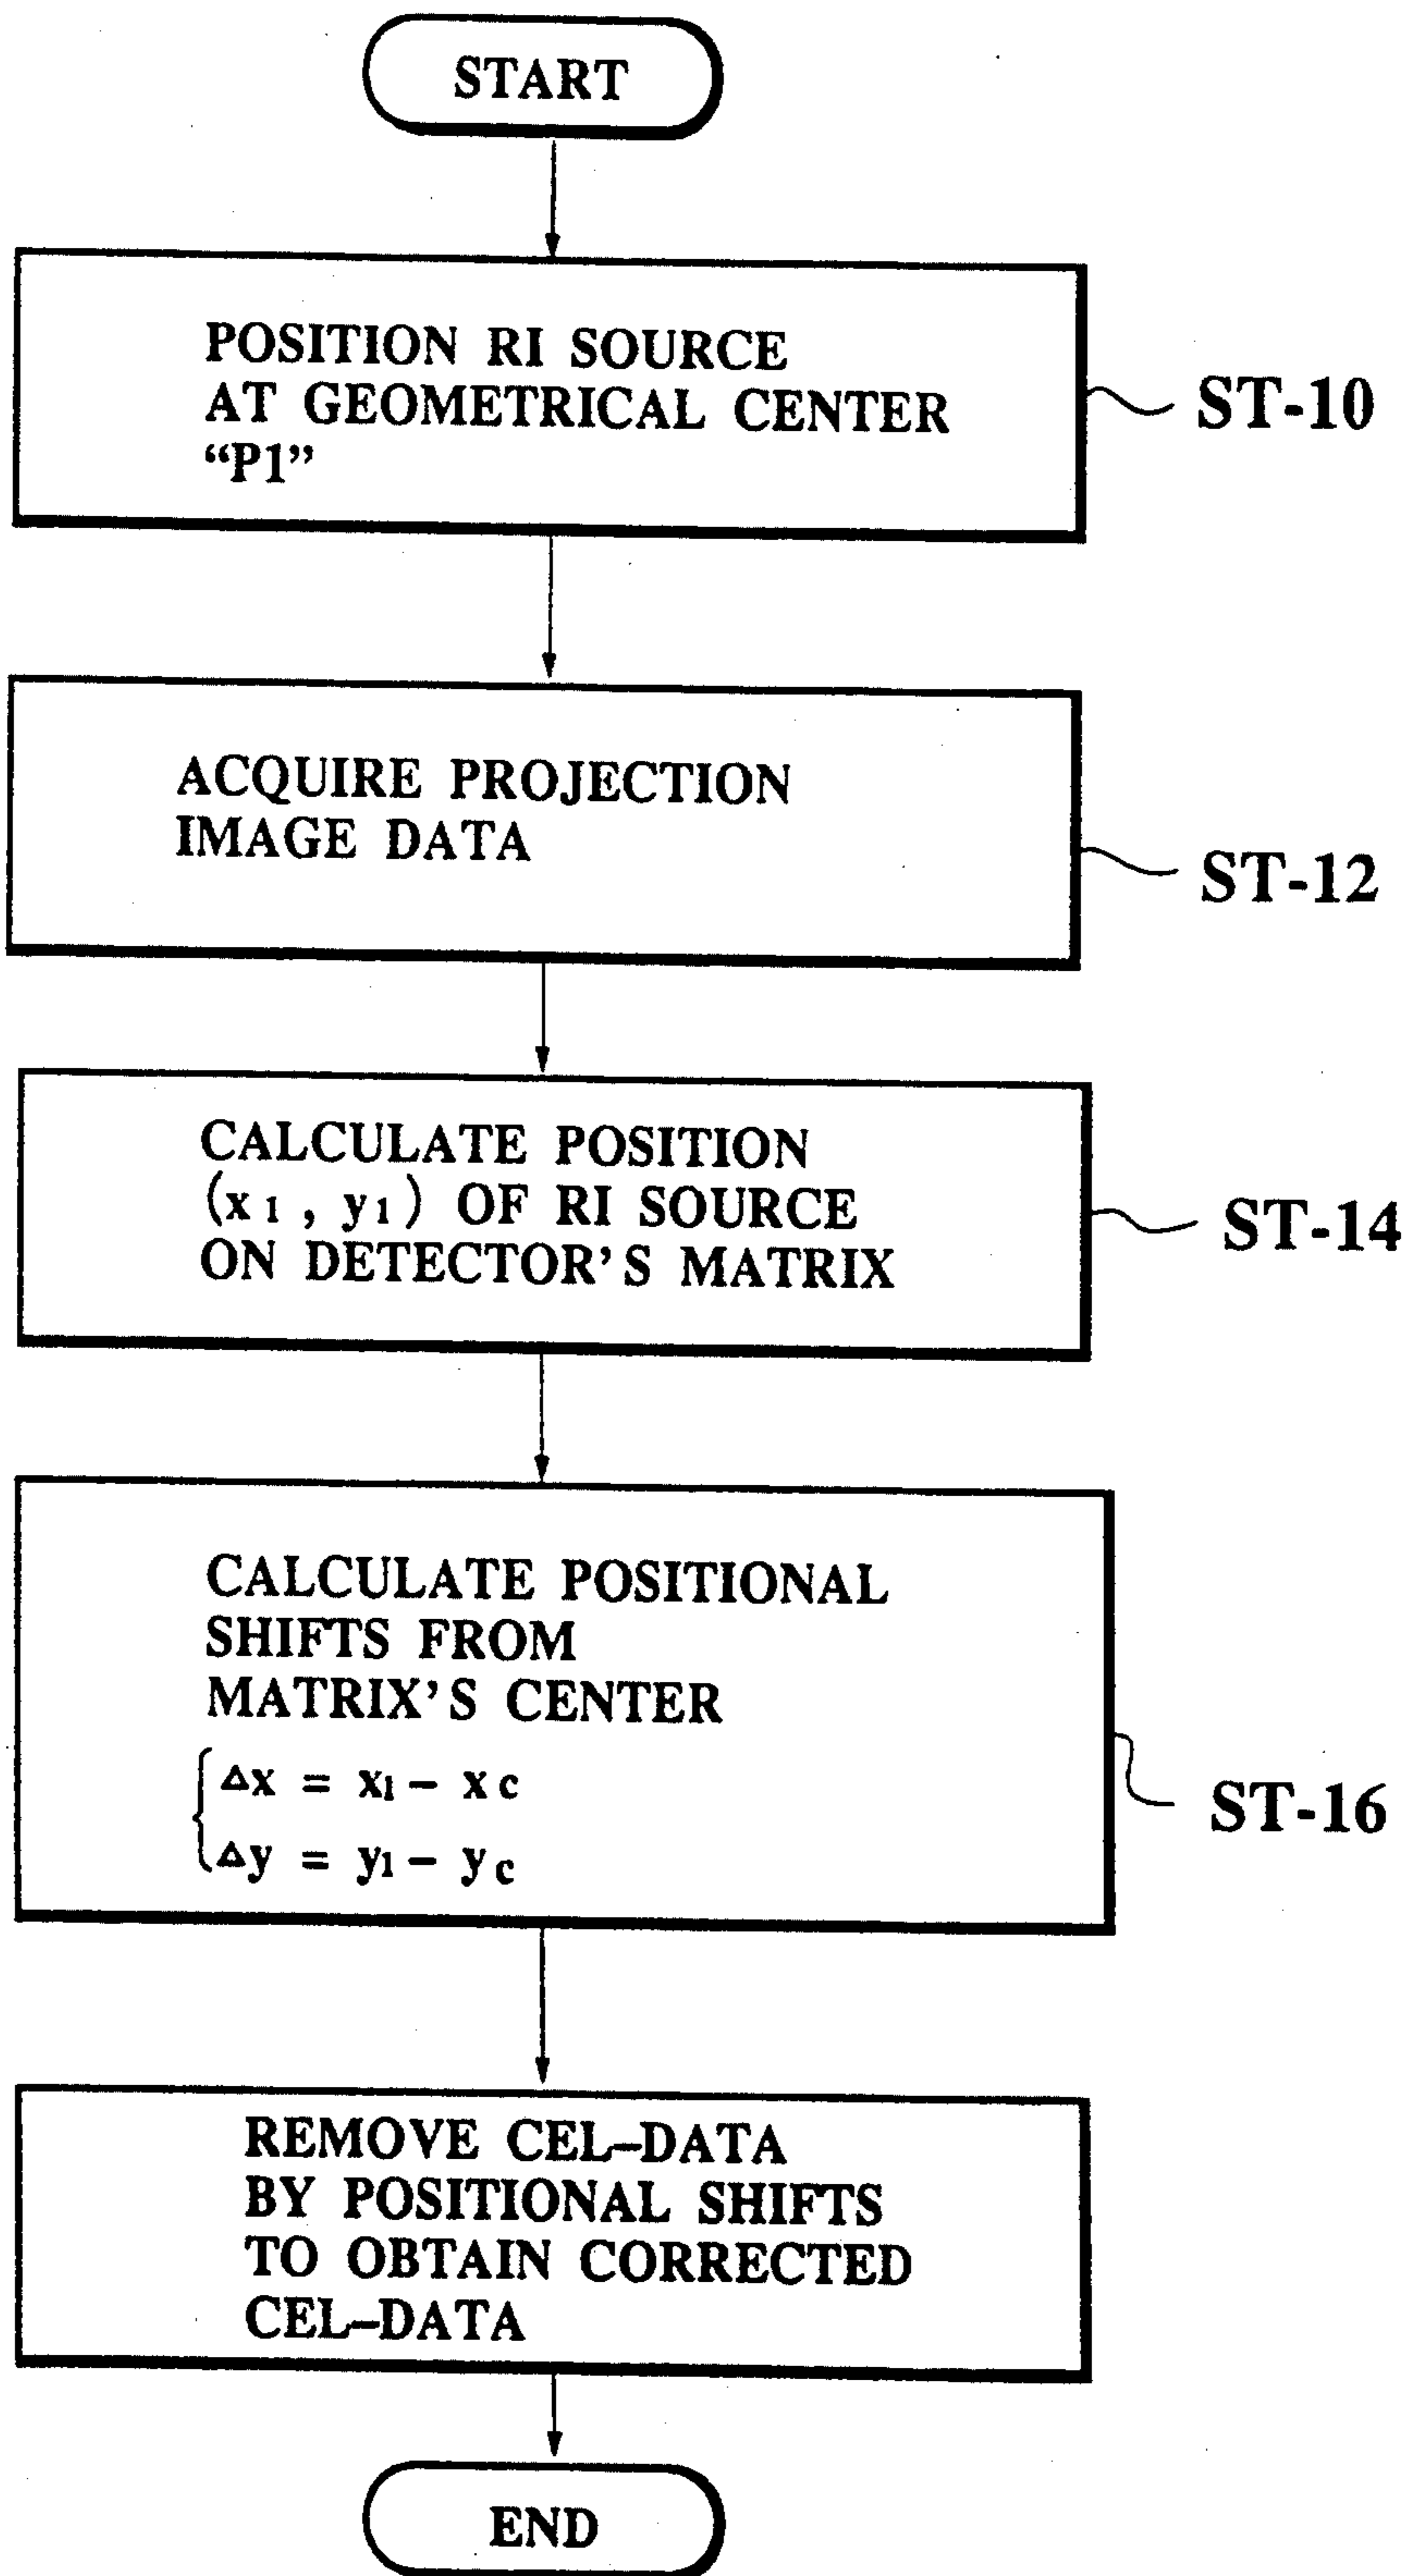 START
POSITION RI SOURCE
AT GEOMETRICAL CENTER
“P1”
ST-10
ACQUIRE PROJECTION
IMAGE DATA
ST-12
CALCULATE POSITION
(x1, y1) OF RI SOURCE
ON DETECTOR'S MATRIX
ST-14
CALCULATE POSITIONAL
SHIFTS FROM
MATRIX'S CENTER
Δx = x1 – xc
Δy = y1 – yc
ST-16
REMOVE CEL–DATA
BY POSITIONAL SHIFTS
TO OBTAIN CORRECTED
CEL–DATA
END